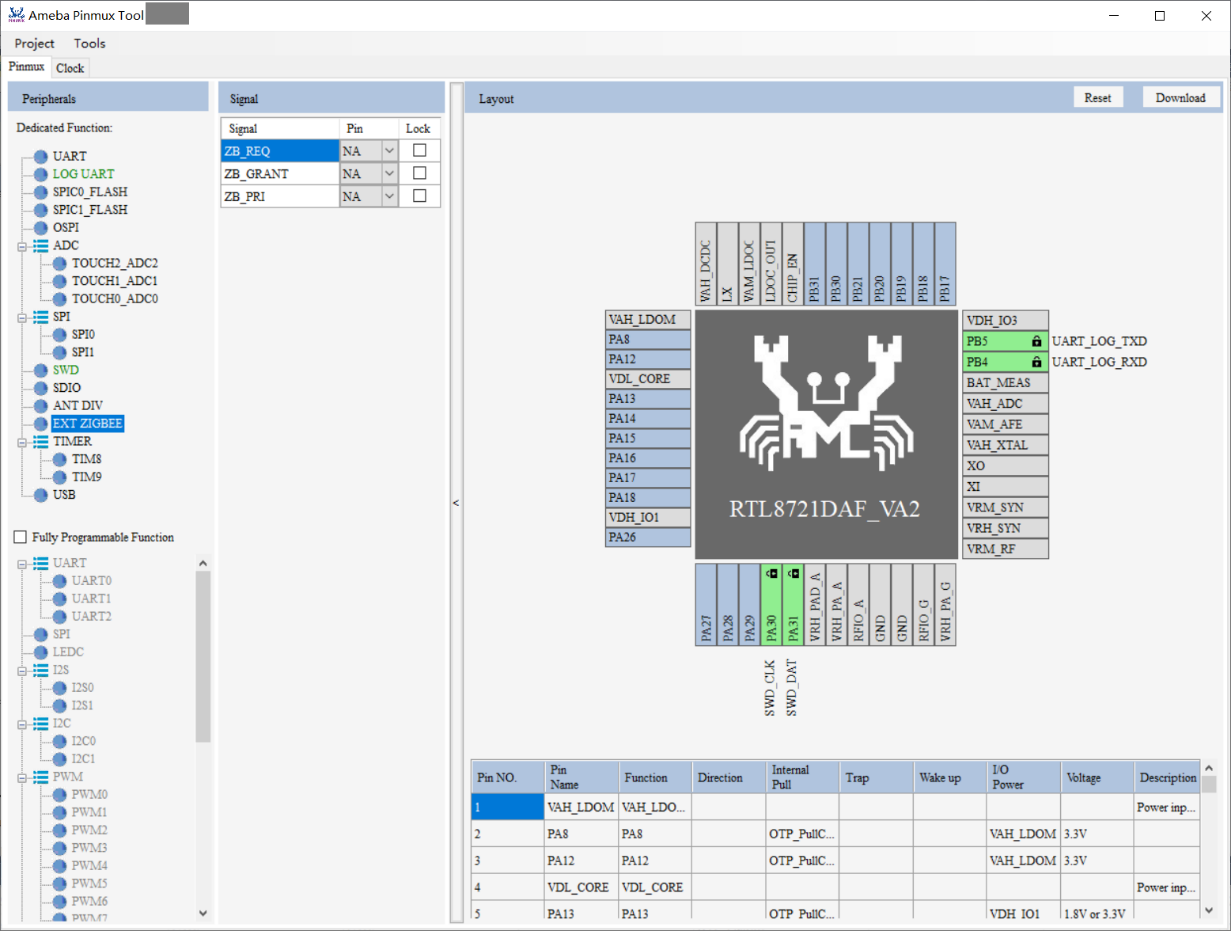 Ameba Pinmux Tool
Project Tools
Pinmux Clock
Peripherals
Dedicated Function:
UART
LOG UART
SPIC0_FLASH
SPIC1_FLASH
OSPI
ADC
TOUCH2_ADC2
TOUCH1_ADC1
TOUCH0_ADC0
SPI
SPI0
SPI1
SWD
SDIO
ANT DIV
EXT ZIGBEE
TIMER
TIM8
TIM9
USB
Fully Programmable Function
UART
UART0
UART1
UART2
SPI
LEDC
I2S
I2S0
I2S1
I2C
I2C0
I2C1
PWM
PWM0
PWM1
PWM2
PWM3
PWM4
PWM5
PWM6
PWM7
Signal
Signal Pin Lock
ZB_REQ NA
ZB_GRANT NA
ZB_PRI NA
<
Layout Reset Download
VAH_DCDC
LX
VAM_LDOC
LDOC_OUT
CHIP_EN
PB31
PB30
PB21
PB20
PB19
PB18
PB17
VAH_LDOM
PA8
PA12
VDL_CORE
PA13
PA14
PA15
PA16
PA17
PA18
VDH_IO1
PA26
AMC
RTL8721DAF_VA2
VDH_IO3
PB5 UART_LOG_TXD
PB4 UART_LOG_RXD
BAT_MEAS
VAH_ADC
VAM_AFE
VAH_XTAL
XO
XI
VRM_SYN
VRH_SYN
VRM_RF
PA27
PA28
PA29
PA30
PA31
VRH_PAD_A
VRH_PA_A
RFIO_A
GND
GND
RFIO_G
VRH_PA_G
SWD_CLK
SWD_DAT
Pin NO. Pin Name Function Direction Internal Pull Trap Wake up I/O Power Voltage Description
1 VAH_LDOM VAH_LDO... Power inp...
2 PA8 PA8 OTP_PullC... VAH_LDOM 3.3V
3 PA12 PA12 OTP_PullC... VAH_LDOM 3.3V
4 VDL_CORE VDL_CORE Power inp...
5 PA13 PA13 OTP_PullC... VDH_IO1 1.8V or 3.3V